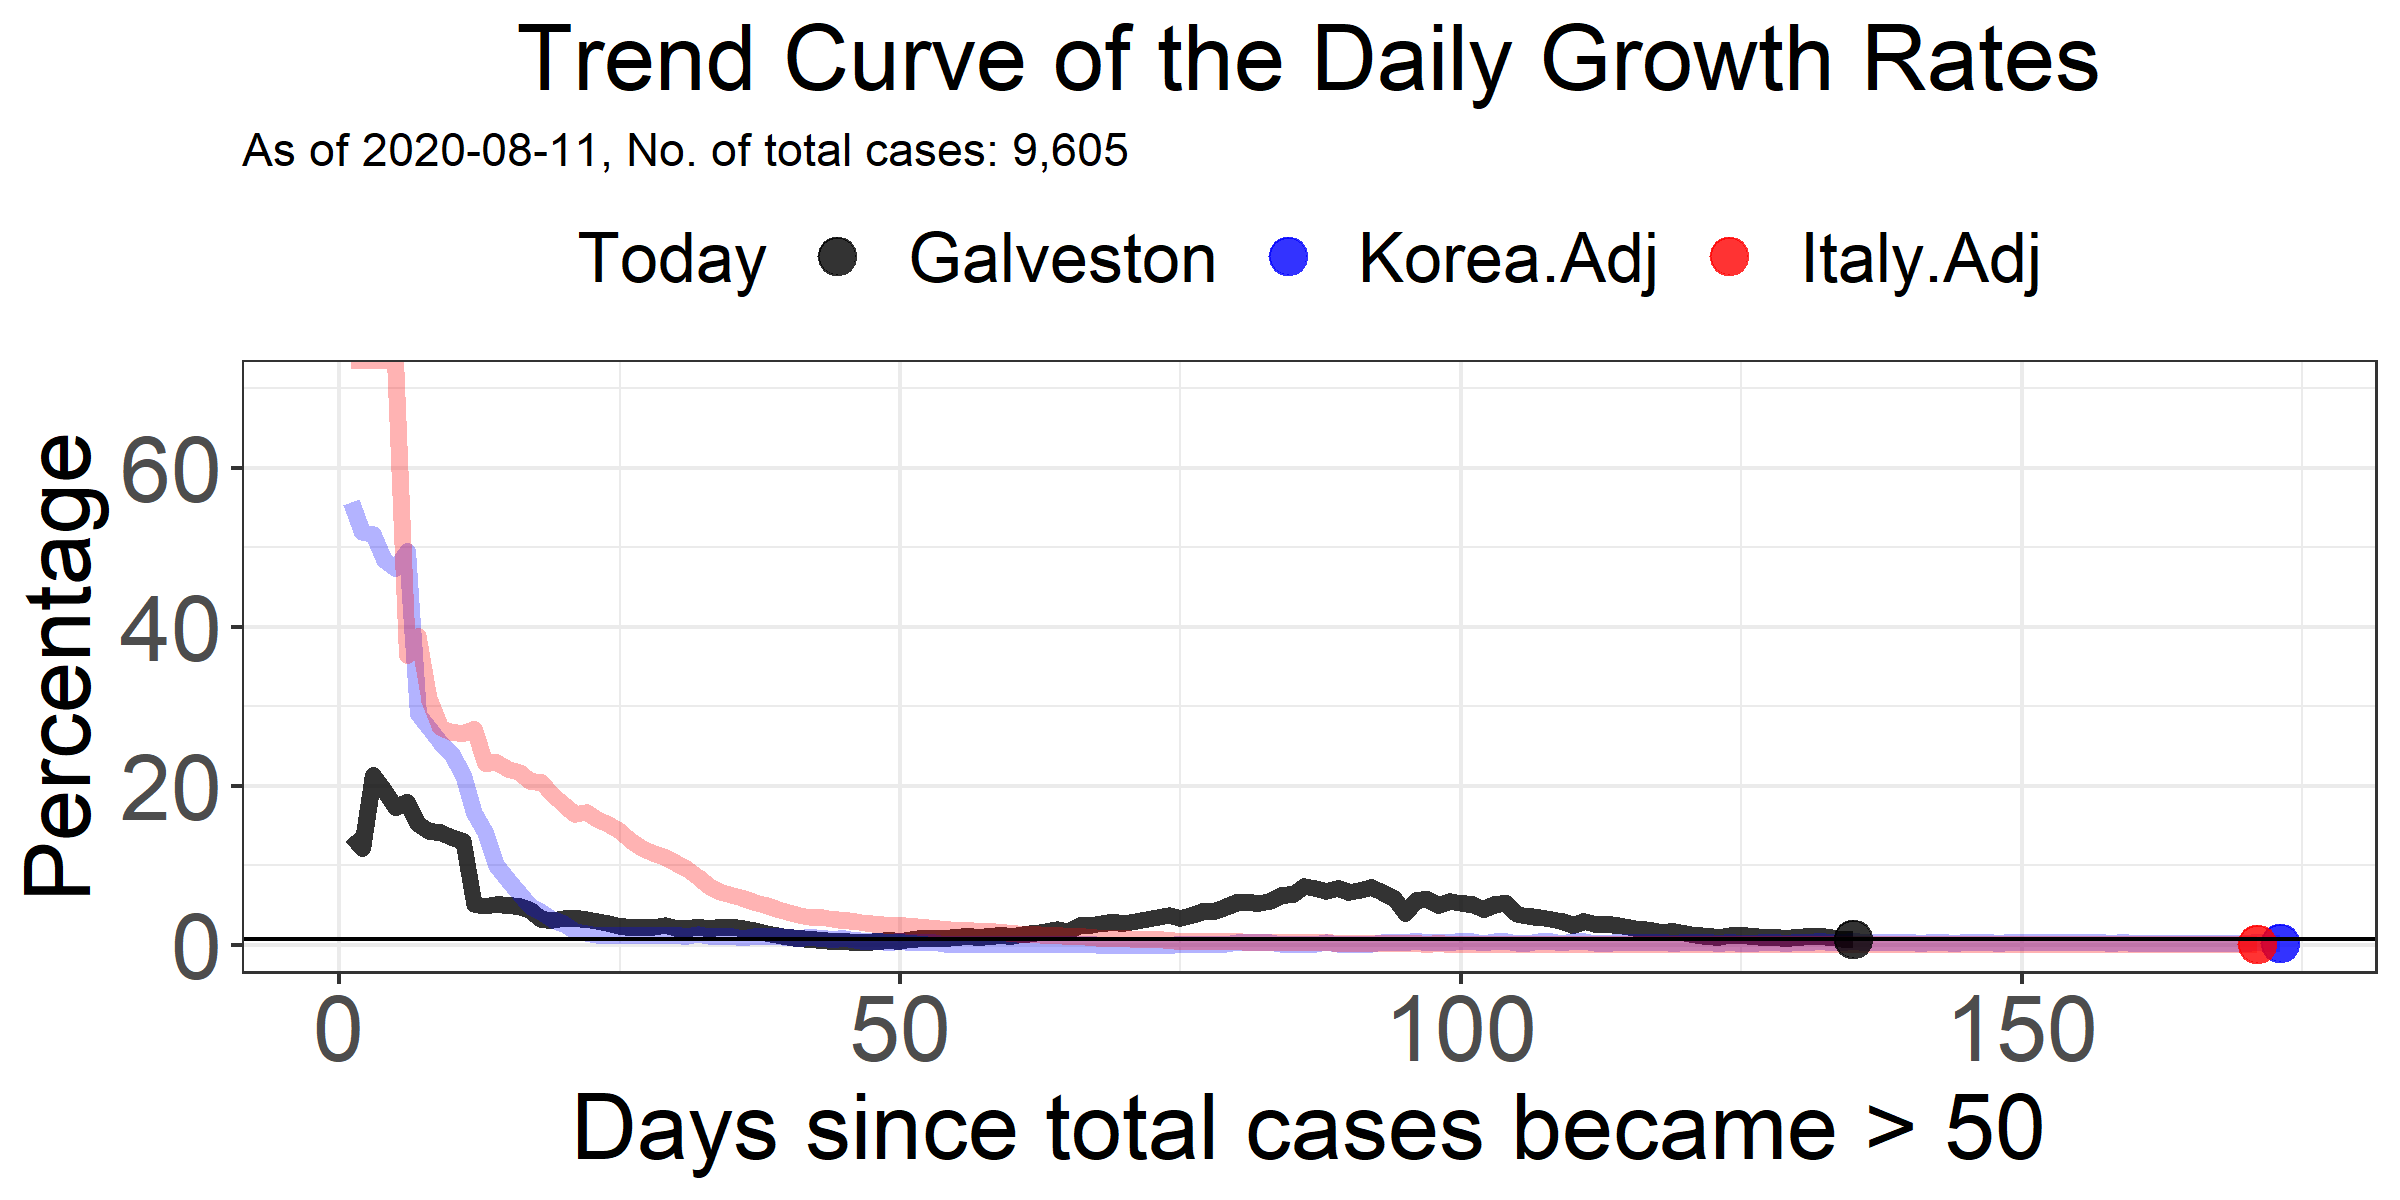 Trend Curve of the Daily Growth Rates
As of 2020-08-11, No. of total cases: 9,605
Today Galveston Korea.Adj Italy.Adj
Percentage
60
40
20
0
0 50 100 150
Days since total cases became > 50